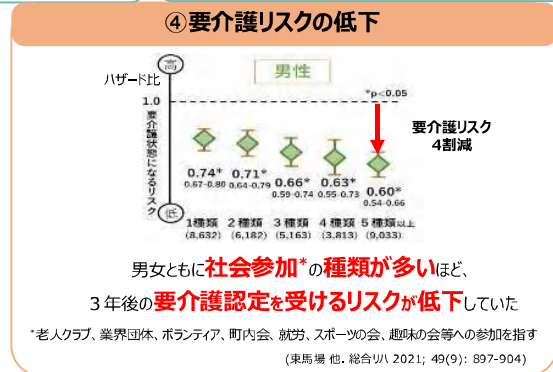 ④要介護リスクの低下
高
ハザード比
男性
*p<0.05
1.0
要介護状態になるリスク
要介護リスク
4割減
0.74* 0.71* 0.66* 0.63* 0.60*
0.67-0.80 0.64-0.79 0.59-0.74 0.55-0.73 0.54-0.66
低
1種類 2種類 3種類 4種類 5種類以上
(8,632) (6,182) (5,163) (3,813) (9,033)
男女ともに社会参加*の種類が多いほど、
３年後の要介護認定を受けるリスクが低下していた
*老人クラブ、業界団体、ボランティア、町内会、就労、スポーツの会、趣味の会等への参加を指す
(東馬場 他. 総合リハ 2021; 49(9): 897-904)